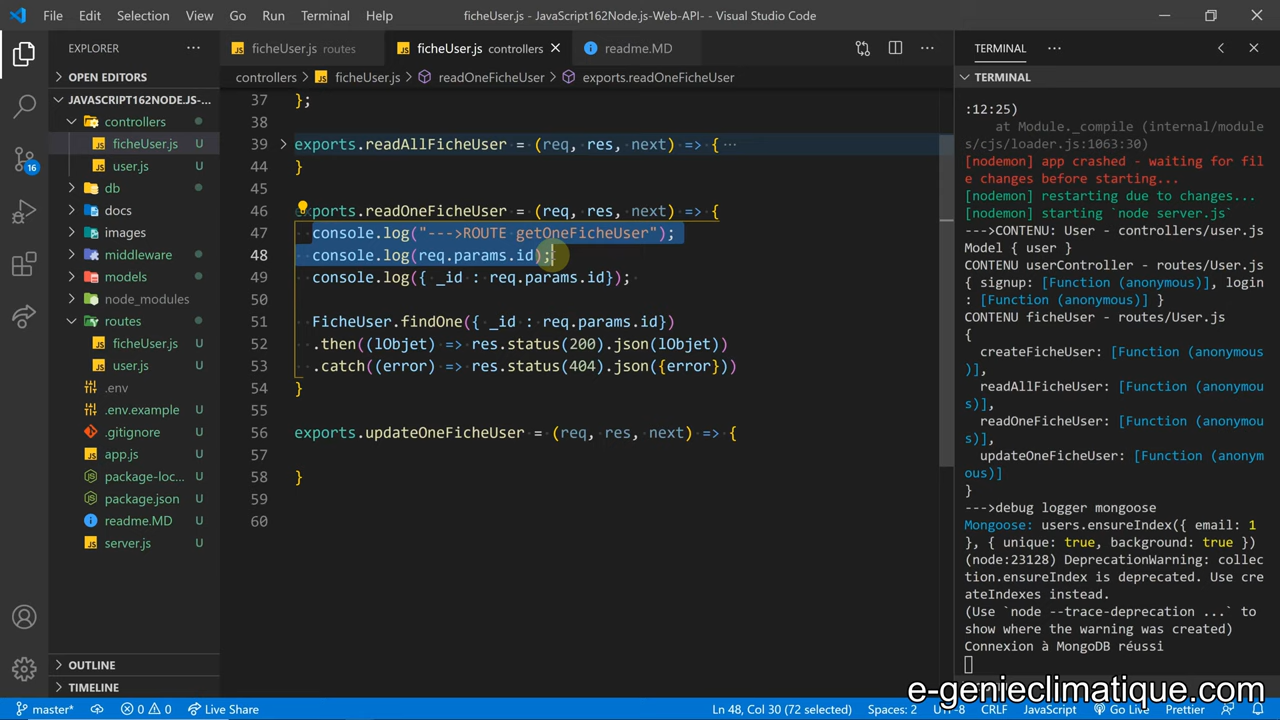 File Edit Selection View Go Run Terminal Help ficheUser.js - JavaScript162Node.js-Web-API- - Visual Studio Code
EXPLORER
OPEN EDITORS
JAVASCRIPT162NODE.JS-...
controllers
ficheUser.js U
user.js U
db
docs
images
middleware
models
node_modules
routes
ficheUser.js U
user.js U
.env
.env.example U
.gitignore U
app.js U
package-loc... U
package.json U
readme.MD U
server.js U
OUTLINE
TIMELINE
16
ficheUser.js routes
ficheUser.js controllers
readme.MD
controllers > ficheUser.js > readOneFicheUser > exports.readOneFicheUser
37 };
38
39 exports.readAllFicheUser = (req, res, next) => { ...
44 }
45
46 exports.readOneFicheUser = (req, res, next) => {
47 console.log("--->ROUTE getOneFicheUser");
48 console.log(req.params.id);
49 console.log({ _id : req.params.id});
50
51 FicheUser.findOne({ _id : req.params.id})
52 .then((lObjet) => res.status(200).json(lObjet))
53 .catch((error) => res.status(404).json({error}))
54 }
55
56 exports.updateOneFicheUser = (req, res, next) => {
57
58 }
59
60
TERMINAL
TERMINAL
:12:25)
at Module._compile (internal/module
s/cjs/loader.js:1063:30)
[nodemon] app crashed - waiting for fil
e changes before starting...
[nodemon] restarting due to changes...
[nodemon] starting `node server.js`
--->CONTENU: User - controllers/user.js
Model { user }
CONTENU userController - routes/User.js
{ signup: [Function (anonymous)], login
: [Function (anonymous)] }
CONTENU ficheUser - routes/User.js
{
createFicheUser: [Function (anonymous
)],
readAllFicheUser: [Function (anonymou
s)],
readOneFicheUser: [Function (anonymou
s)],
updateOneFicheUser: [Function (anonym
ous)]
}
--->debug logger mongoose
Mongoose: users.ensureIndex({ email: 1
}, { unique: true, background: true })
(node:23128) DeprecationWarning: collec
tion.ensureIndex is deprecated. Use cre
ateIndexes instead.
(Use `node --trace-deprecation ...` to
show where the warning was created)
Connexion à MongoDB réussi
e-genieclimatique.com
master* 0 0 Live Share Ln 48, Col 30 (72 selected) Spaces: 2 UTF-8 CRLF JavaScript Go Live Prettier